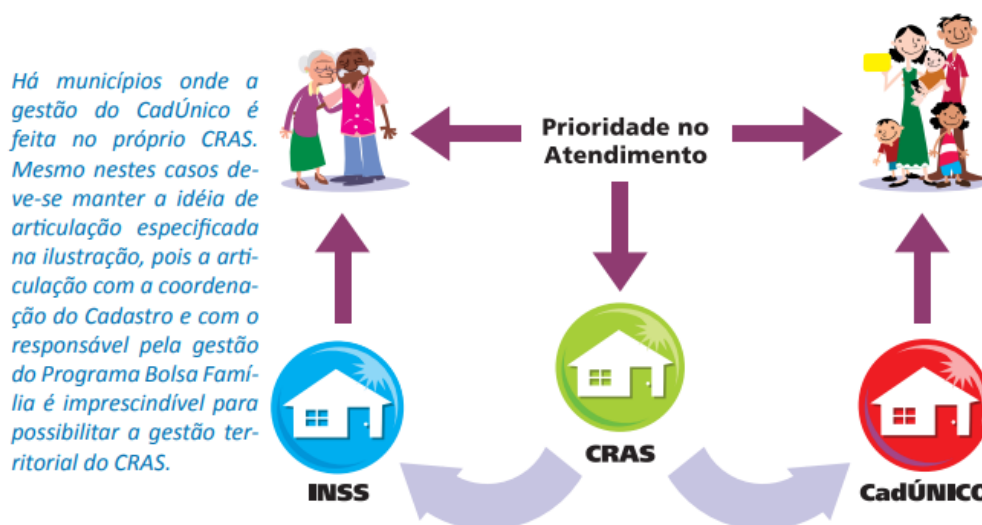 Há municípios onde a
gestão do CadÚnico é
feita no próprio CRAS.
Mesmo nestes casos de-
ve-se manter a idéia de
articulação especificada
na ilustração, pois a arti-
culação com a coordena-
ção do Cadastro e com o
responsável pela gestão
do Programa Bolsa Famí-
lia é imprescindível para
possibilitar a gestão ter-
ritorial do CRAS.
Prioridade no
Atendimento
INSS
CRAS
CadÚNICO